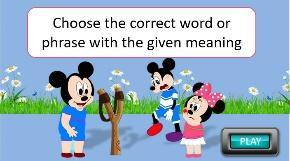 Choose the correct word or
phrase with the given meaning
PLAY